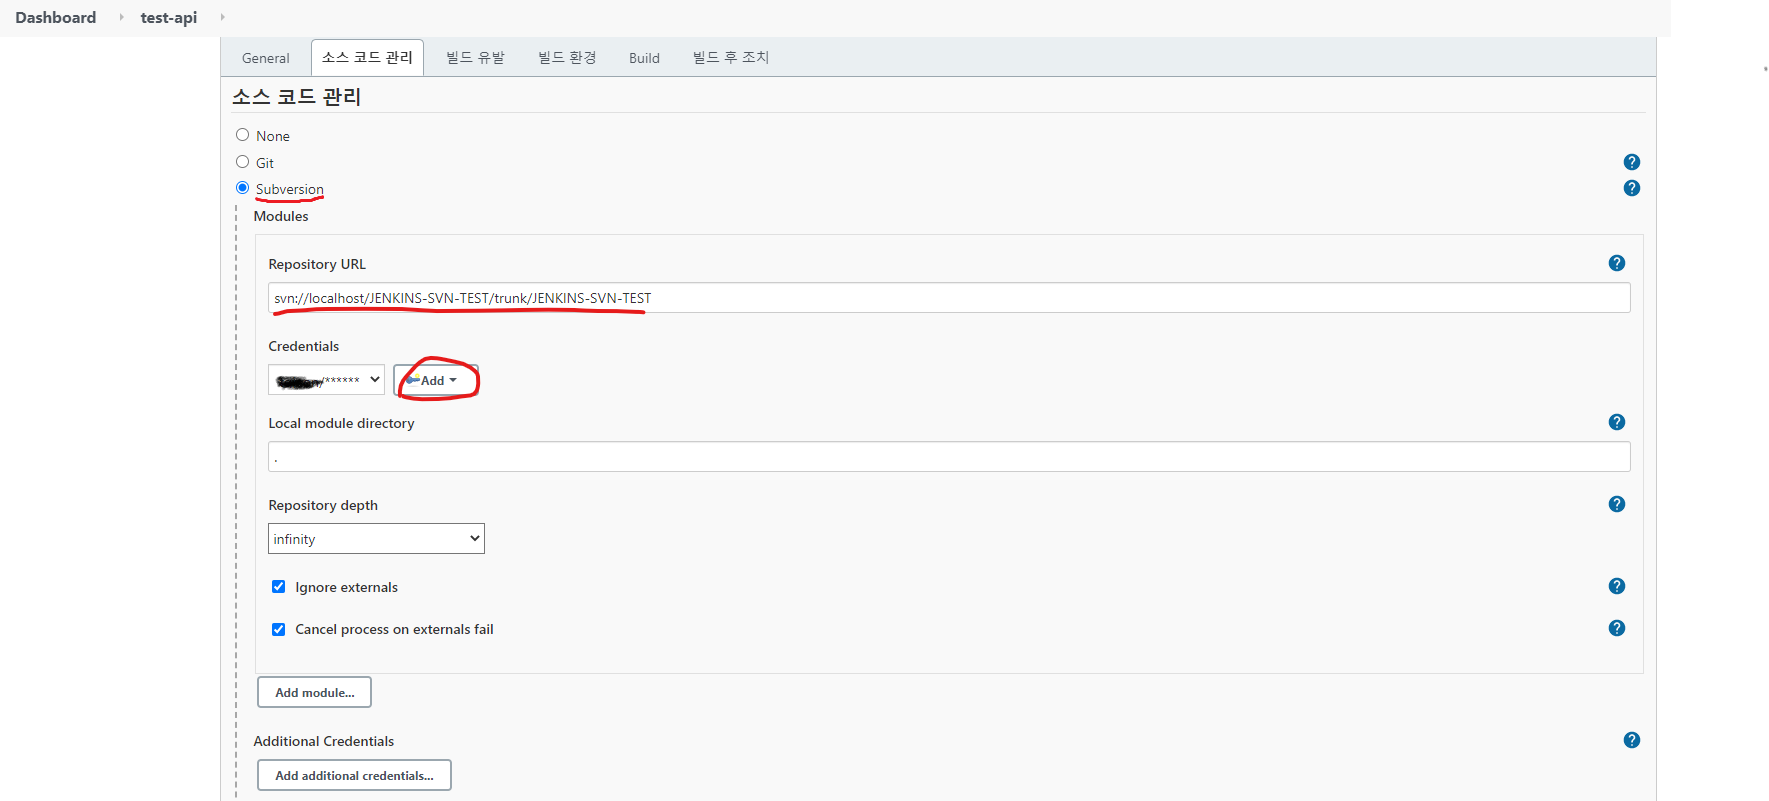 Dashboard test-api
General 소스 코드 관리 빌드 유발 빌드 환경 Build 빌드 후 조치
소스 코드 관리
None
Git
Subversion
Modules
Repository URL
svn://localhost/JENKINS-SVN-TEST/trunk/JENKINS-SVN-TEST
Credentials
/****** Add
Local module directory
.
Repository depth
infinity
Ignore externals
Cancel process on externals fail
Add module...
Additional Credentials
Add additional credentials...